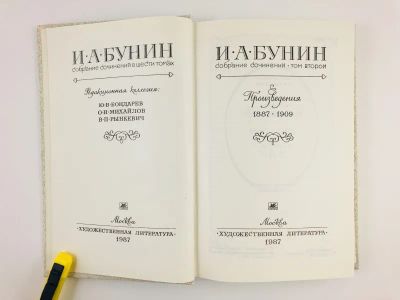 И·А·БУНИН
СОБРАНИЕ СОЧИНЕНИЙ В ШЕСТИ ТОМАХ
Редакционная коллегия:
Ю·В·БОНДАРЕВ
О·Н·МИХАЙЛОВ
В·П·РЫНКЕВИЧ
Москва
·ХУДОЖЕСТВЕННАЯ ЛИТЕРАТУРА·
1987
И·А·БУНИН
СОБРАНИЕ СОЧИНЕНИЙ · ТОМ ВТОРОЙ
Произведения
1887-1909
Москва
·ХУДОЖЕСТВЕННАЯ ЛИТЕРАТУРА·
1987